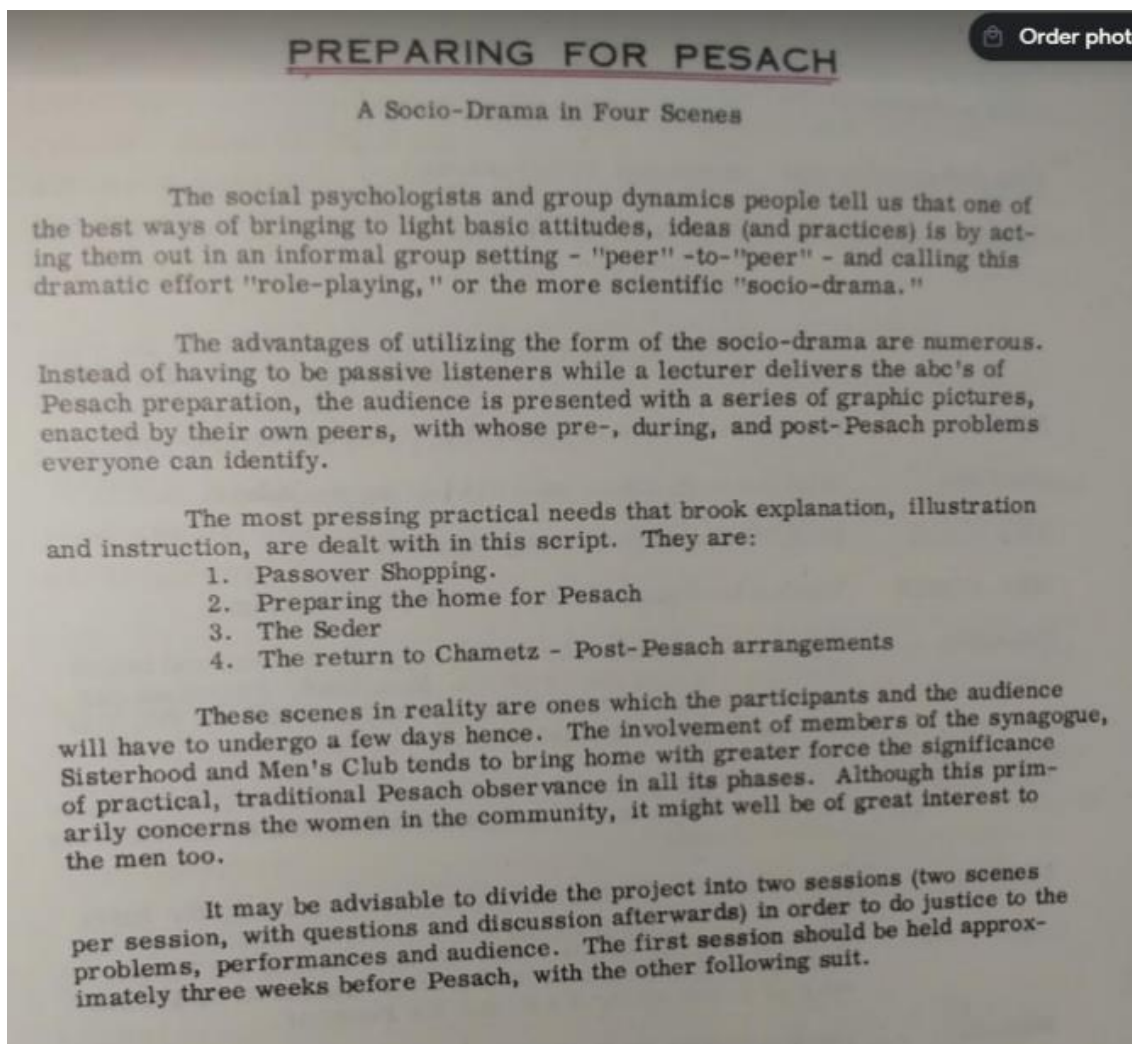 Order phot
PREPARING FOR PESACH
A Socio-Drama in Four Scenes
The social psychologists and group dynamics people tell us that one of
the best ways of bringing to light basic attitudes, ideas (and practices) is by act-
ing them out in an informal group setting - "peer" -to-"peer" - and calling this
dramatic effort "role-playing," or the more scientific "socio-drama."
The advantages of utilizing the form of the socio-drama are numerous.
Instead of having to be passive listeners while a lecturer delivers the abc's of
Pesach preparation, the audience is presented with a series of graphic pictures,
enacted by their own peers, with whose pre-, during, and post-Pesach problems
everyone can identify.
The most pressing practical needs that brook explanation, illustration
and instruction, are dealt with in this script. They are:
1. Passover Shopping.
2. Preparing the home for Pesach
3. The Seder
4. The return to Chametz - Post-Pesach arrangements
These scenes in reality are ones which the participants and the audience
will have to undergo a few days hence. The involvement of members of the synagogue,
Sisterhood and Men's Club tends to bring home with greater force the significance
of practical, traditional Pesach observance in all its phases. Although this prim-
arily concerns the women in the community, it might well be of great interest to
the men too.
It may be advisable to divide the project into two sessions (two scenes
per session, with questions and discussion afterwards) in order to do justice to the
problems, performances and audience. The first session should be held approx-
imately three weeks before Pesach, with the other following suit.